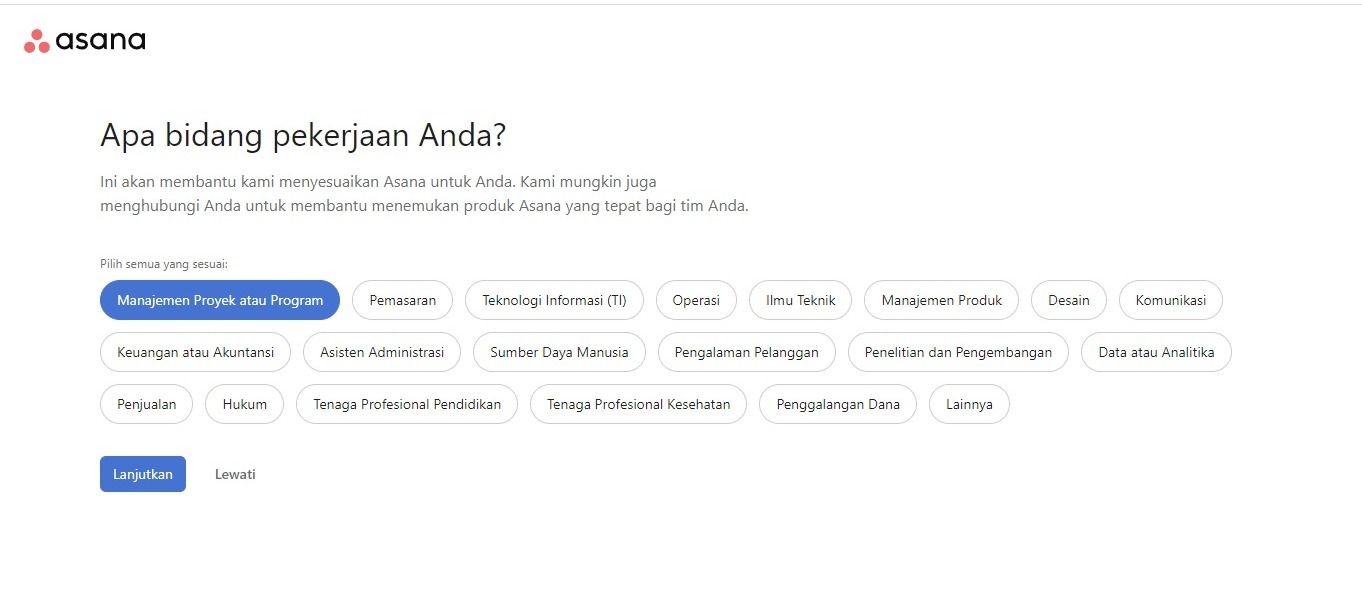 asana
Apa bidang pekerjaan Anda?
Ini akan membantu kami menyesuaikan Asana untuk Anda. Kami mungkin juga
menghubungi Anda untuk membantu menemukan produk Asana yang tepat bagi tim Anda.
Pilih semua yang sesuai:
Manajemen Proyek atau Program Pemasaran Teknologi Informasi (TI) Operasi Ilmu Teknik Manajemen Produk Desain Komunikasi
Keuangan atau Akuntansi Asisten Administrasi Sumber Daya Manusia Pengalaman Pelanggan Penelitian dan Pengembangan Data atau Analitika
Penjualan Hukum Tenaga Profesional Pendidikan Tenaga Profesional Kesehatan Penggalangan Dana Lainnya
Lanjutkan Lewati